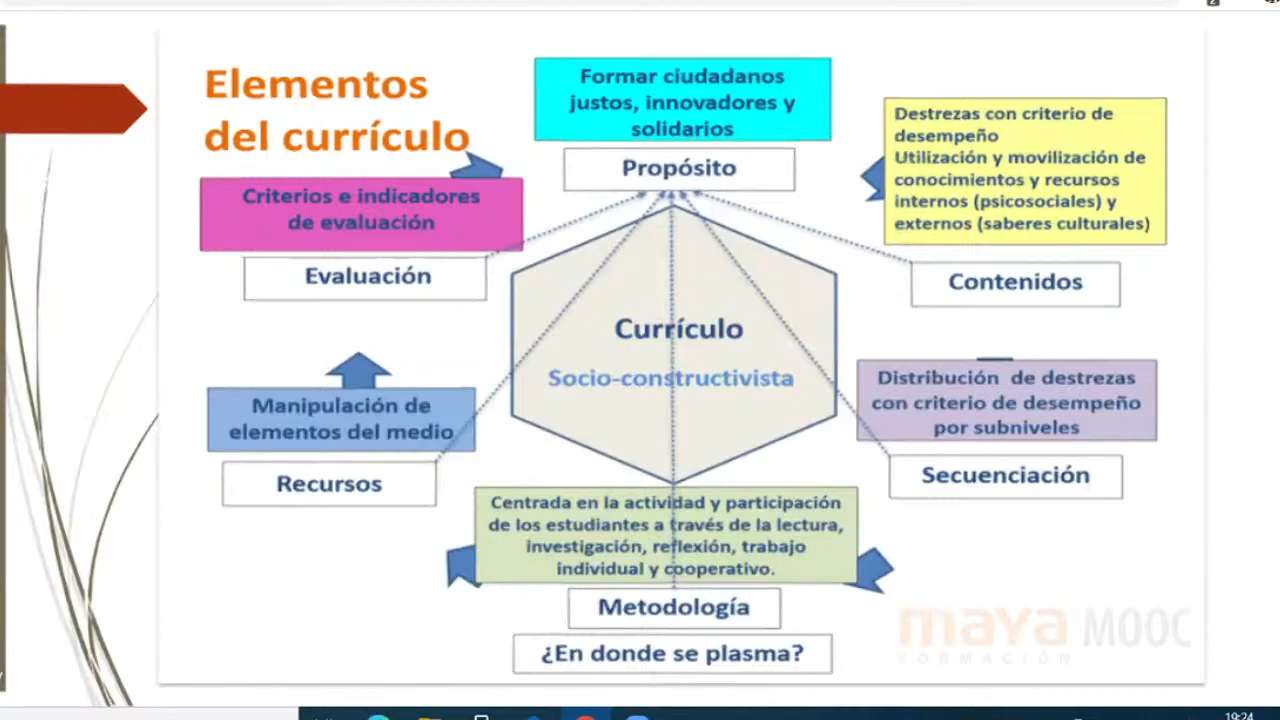 Elementos
del currículo
Formar ciudadanos
justos, innovadores y
solidarios
Propósito
Destrezas con criterio de
desempeño
Utilización y movilización de
conocimientos y recursos
internos (psicosociales) y
externos (saberes culturales)
Contenidos
Criterios e indicadores
de evaluación
Evaluación
Currículo
Socio-constructivista
Distribución de destrezas
con criterio de desempeño
por subniveles
Secuenciación
Manipulación de
elementos del medio
Recursos
Centrada en la actividad y participación
de los estudiantes a través de la lectura,
investigación, reflexión, trabajo
individual y cooperativo.
Metodología
¿En donde se plasma?
maya MOOC
FORMACIÓN
19:24